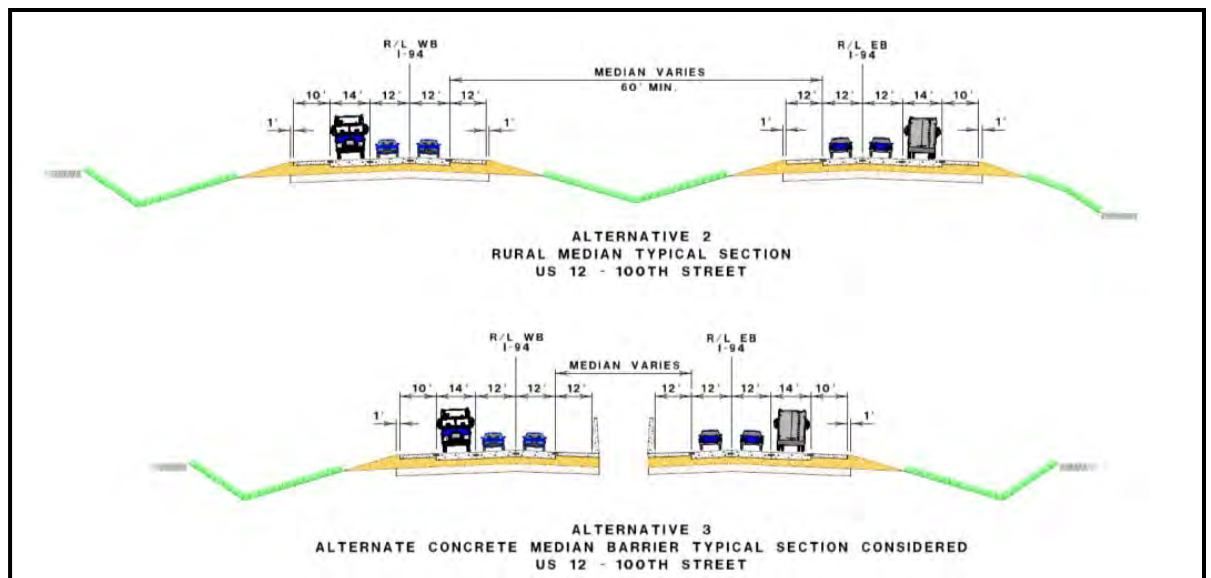 R/L WB
I-94
R/L EB
I-94
MEDIAN VARIES
60' MIN.
10' 14' 12' 12' 12'
12' 12' 12' 14' 10'
1'
1'
ALTERNATIVE 2
RURAL MEDIAN TYPICAL SECTION
US 12 - 100TH STREET
R/L WB
I-94
R/L EB
I-94
MEDIAN VARIES
10' 14' 12' 12' 12'
12' 12' 12' 14' 10'
1'
1'
ALTERNATIVE 3
ALTERNATE CONCRETE MEDIAN BARRIER TYPICAL SECTION CONSIDERED
US 12 - 100TH STREET